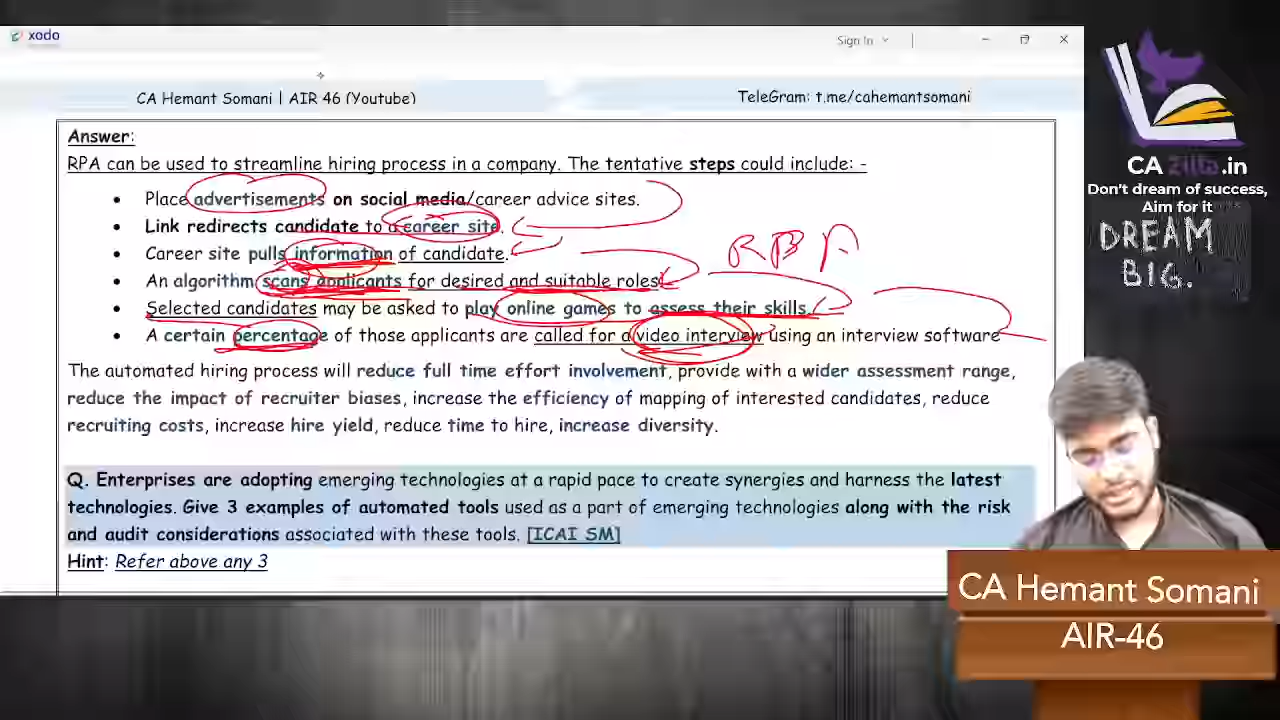 xodo
Sign In
CA Hemant Somani | AIR 46 (Youtube)
TeleGram: t.me/cahemantsomani
Answer:
RPA can be used to streamline hiring process in a company. The tentative steps could include: -
• Place advertisements on social media/career advice sites.
• Link redirects candidate to a career site.
• Career site pulls information of candidate.
• An algorithm scans applicants for desired and suitable roles.
• Selected candidates may be asked to play online games to assess their skills.
• A certain percentage of those applicants are called for a video interview using an interview software
RPA
The automated hiring process will reduce full time effort involvement, provide with a wider assessment range,
reduce the impact of recruiter biases, increase the efficiency of mapping of interested candidates, reduce
recruiting costs, increase hire yield, reduce time to hire, increase diversity.
Q. Enterprises are adopting emerging technologies at a rapid pace to create synergies and harness the latest
technologies. Give 3 examples of automated tools used as a part of emerging technologies along with the risk
and audit considerations associated with these tools. [ICAI SM]
Hint: Refer above any 3
CA zilla.in
Don't dream of success,
Aim for it
DREAM
BIG.
CA Hemant Somani
AIR-46